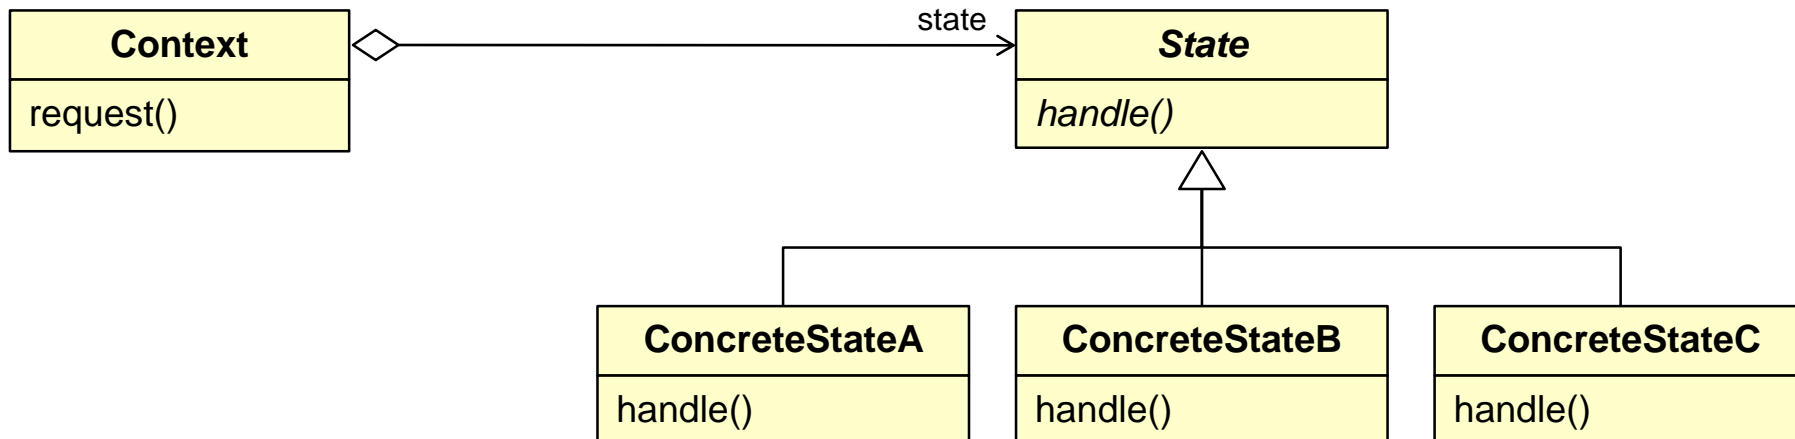 Context
request()
state
State
handle()
ConcreteStateA
handle()
ConcreteStateB
handle()
ConcreteStateC
handle()